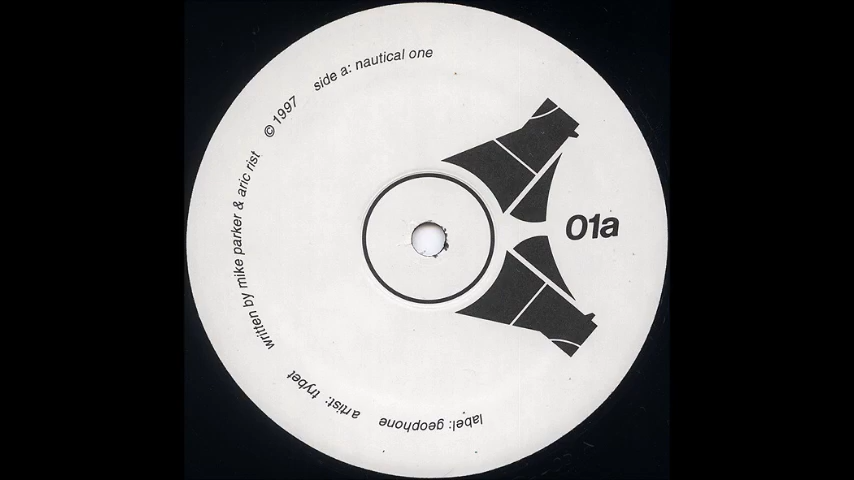 label: geophone
artist: trybet
written by mike parker & aric rist
© 1997
side a: nautical one
01a